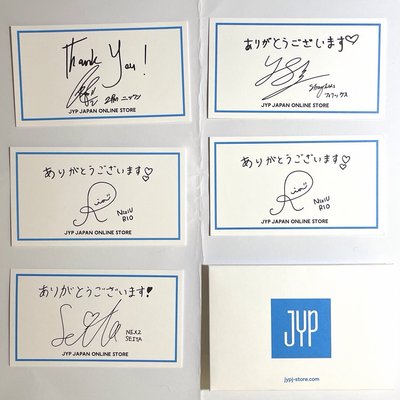 Thank You!
2PM ニックン
JYP JAPAN ONLINE STORE
ありがとうございます♡
StrayKids
フィリックス
JYP JAPAN ONLINE STORE
ありがとうございます♡
Rio
NiziU
RIO
JYP JAPAN ONLINE STORE
ありがとうございます♡
Rio
NiziU
RIO
JYP JAPAN ONLINE STORE
ありがとうございます!
Seita
NEXZ
SEITA
JYP JAPAN ONLINE STORE
JYP
jypj-store.com